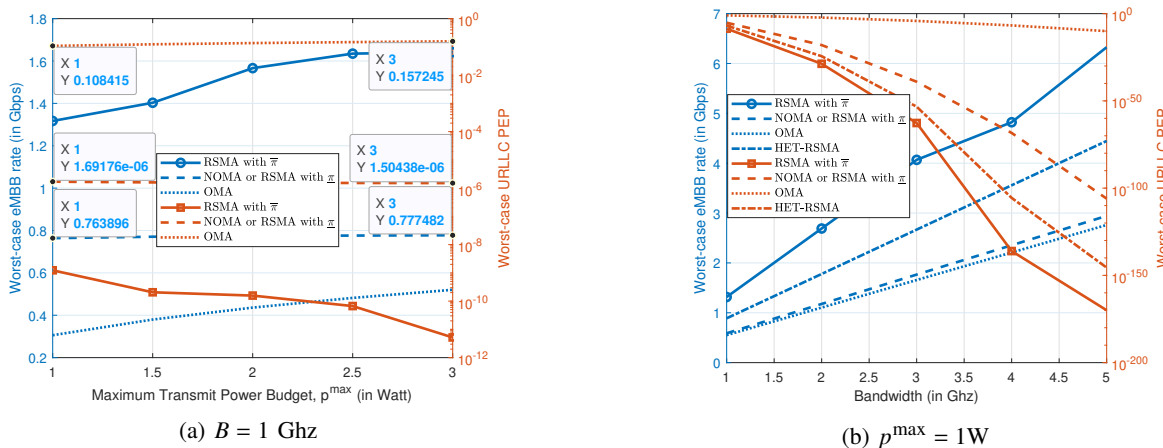 1.8
1.6
1.4
1.2
1
0.8
0.6
0.4
0.2
Worst-case eMBB rate (in Gbps)
X 1
Y 0.108415
X 3
Y 0.157245
X 1
Y 1.69176e-06
X 3
Y 1.50438e-06
X 1
Y 0.763896
X 3
Y 0.777482
RSMA with π̅
NOMA or RSMA with π̲
OMA
RSMA with π̅
NOMA or RSMA with π̲
OMA
10^0
10^-2
10^-4
10^-6
10^-8
10^-10
10^-12
Worst-case URLLC PEP
1 1.5 2 2.5 3
Maximum Transmit Power Budget, p^max (in Watt)
(a) B = 1 Ghz
7
6
5
4
3
2
1
0
Worst-case eMBB rate (in Gbps)
RSMA with π̅
NOMA or RSMA with π̲
OMA
HET-RSMA
RSMA with π̅
NOMA or RSMA with π̲
OMA
HET-RSMA
10^0
10^-50
10^-100
10^-150
10^-200
1 1.5 2 2.5 3 3.5 4 4.5 5
Bandwidth (in Ghz)
(b) p^max = 1W